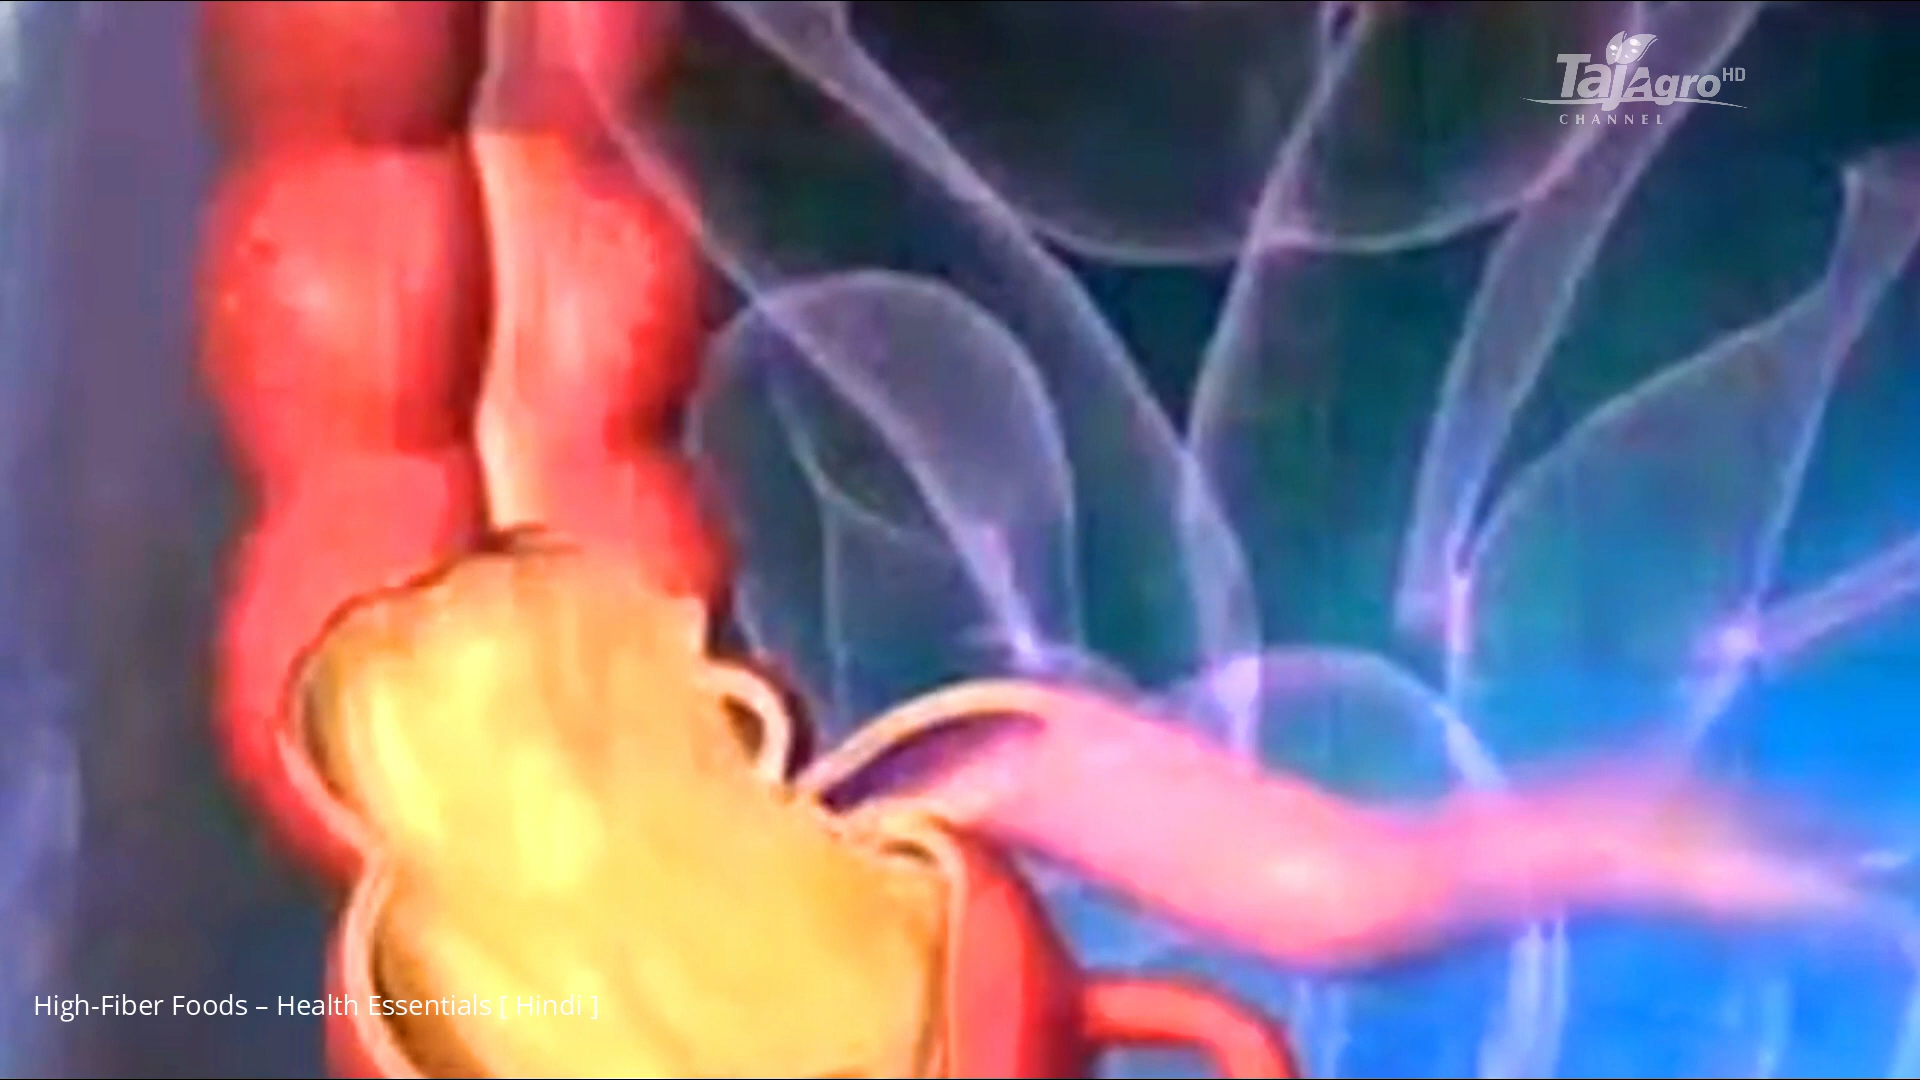 TajAgro HD
CHANNEL
High-Fiber Foods – Health Essentials [ Hindi ]